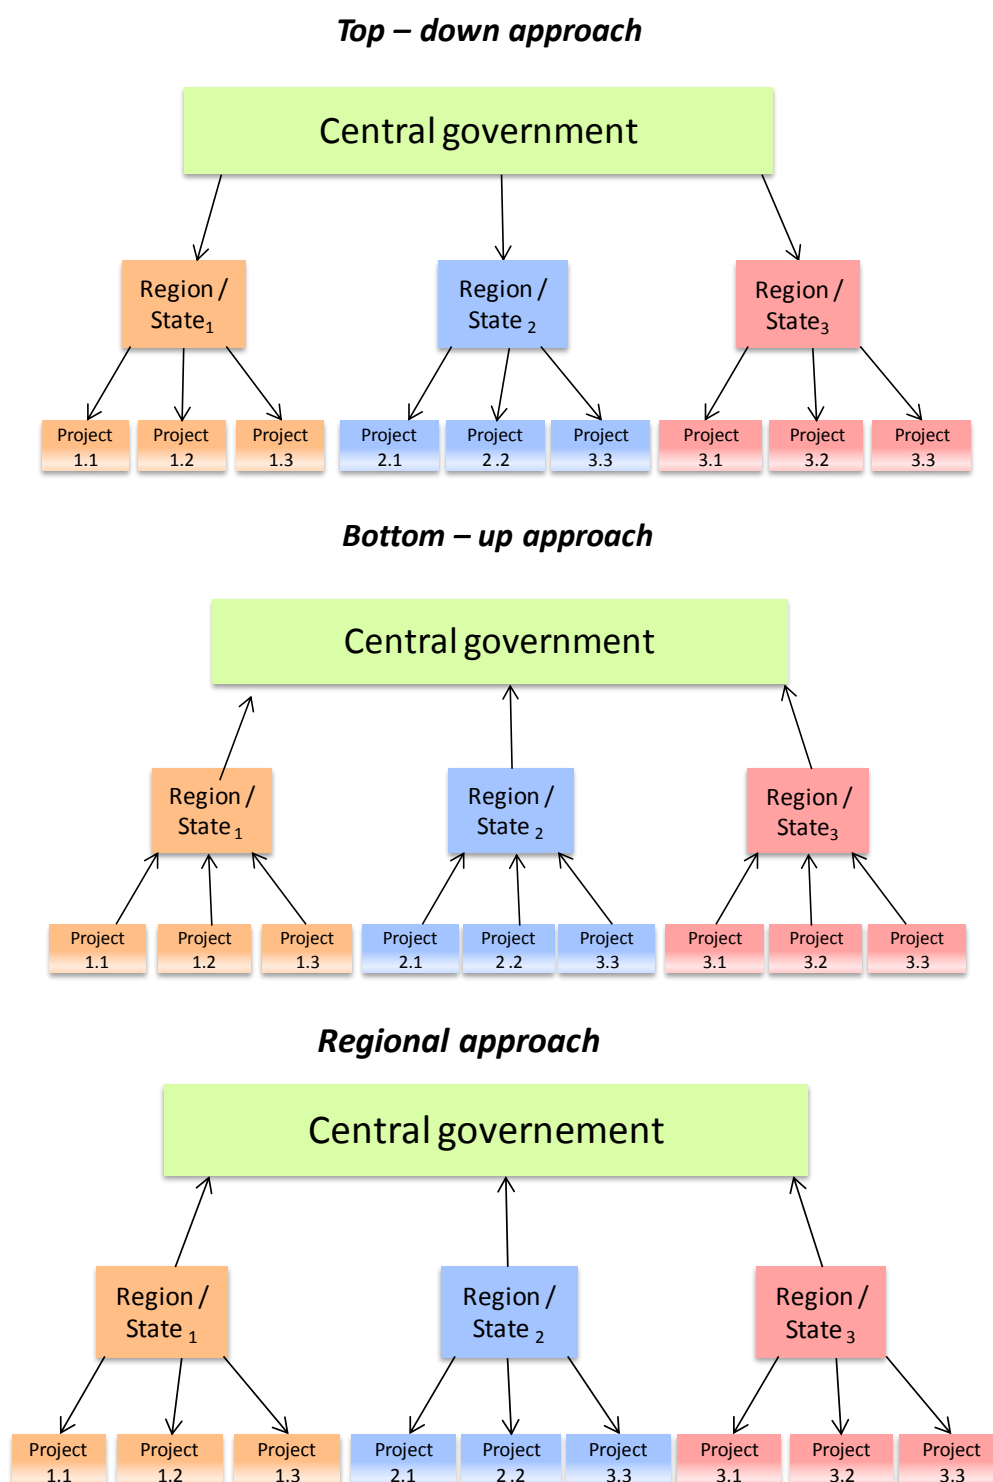 Top – down approach
Central government
Region /
State1
Region /
State 2
Region /
State3
Project
1.1
Project
1.2
Project
1.3
Project
2.1
Project
2 .2
Project
3.3
Project
3.1
Project
3.2
Project
3.3
Bottom – up approach
Central government
Region /
State 1
Region /
State 2
Region /
State3
Project
1.1
Project
1.2
Project
1.3
Project
2.1
Project
2 .2
Project
3.3
Project
3.1
Project
3.2
Project
3.3
Regional approach
Central governement
Region /
State 1
Region /
State 2
Region /
State 3
Project
1.1
Project
1.2
Project
1.3
Project
2.1
Project
2 .2
Project
3.3
Project
3.1
Project
3.2
Project
3.3